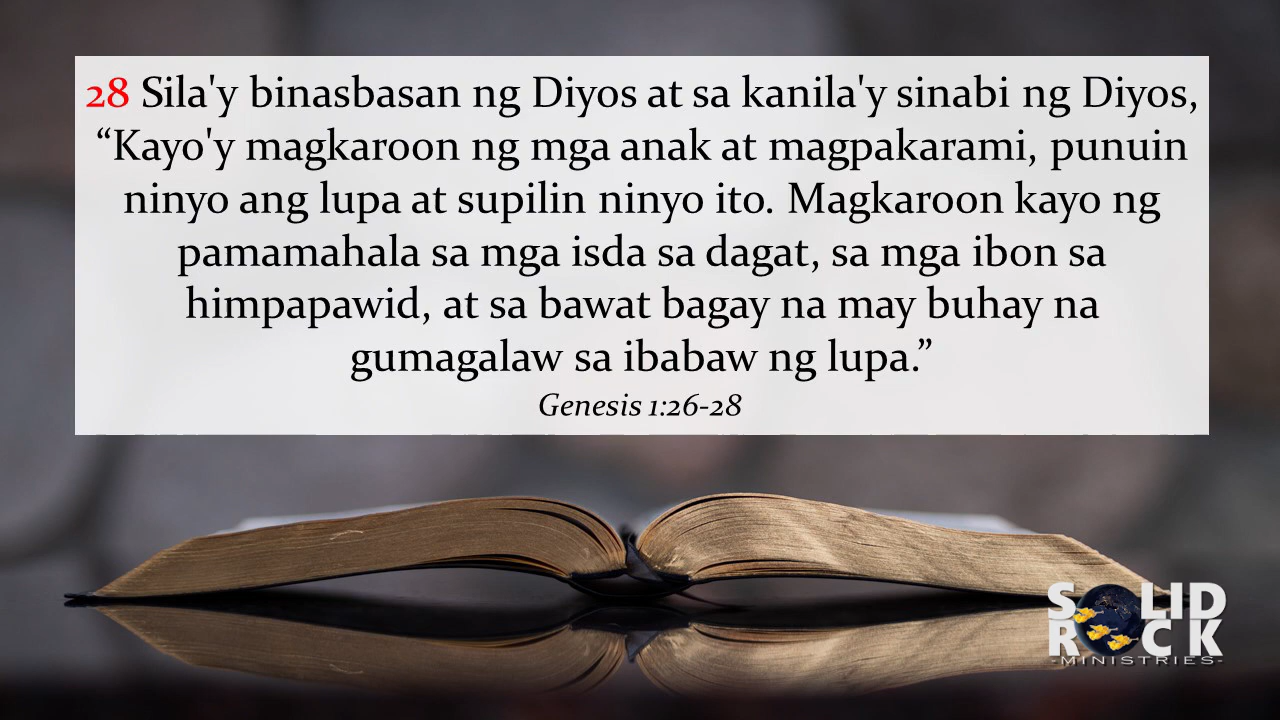 28 Sila'y binasbasan ng Diyos at sa kanila'y sinabi ng Diyos,
“Kayo'y magkaroon ng mga anak at magpakarami, punuin
ninyo ang lupa at supilin ninyo ito. Magkaroon kayo ng
pamamahala sa mga isda sa dagat, sa mga ibon sa
himpapawid, at sa bawat bagay na may buhay na
gumagalaw sa ibabaw ng lupa.”
Genesis 1:26-28
SOLID
ROCK
-MINISTRIES-